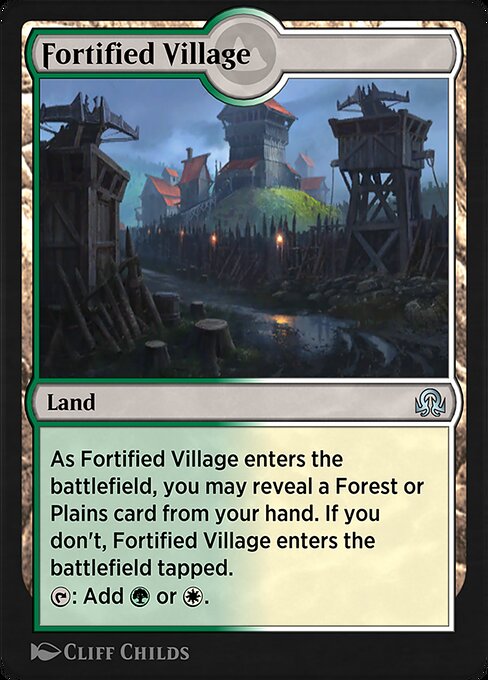 Fortified Village
Land
As Fortified Village enters the
battlefield, you may reveal a Forest or
Plains card from your hand. If you
don't, Fortified Village enters the
battlefield tapped.
: Add or .
CLIFF CHILDS